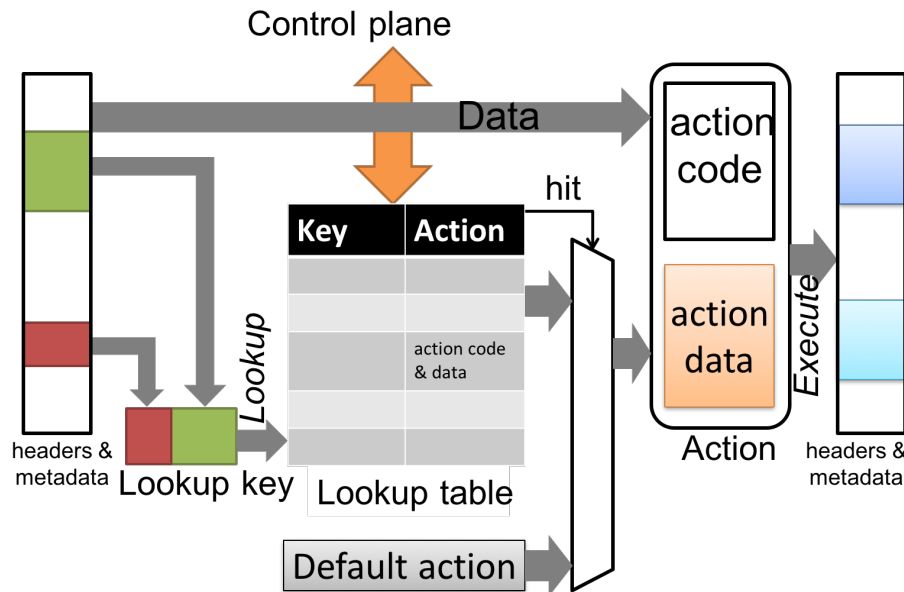 Control plane
Data
action
code
hit
Key Action
action code
& data
Lookup
action
data
Execute
headers &
metadata
Lookup key
Lookup table
Action
headers &
metadata
Default action